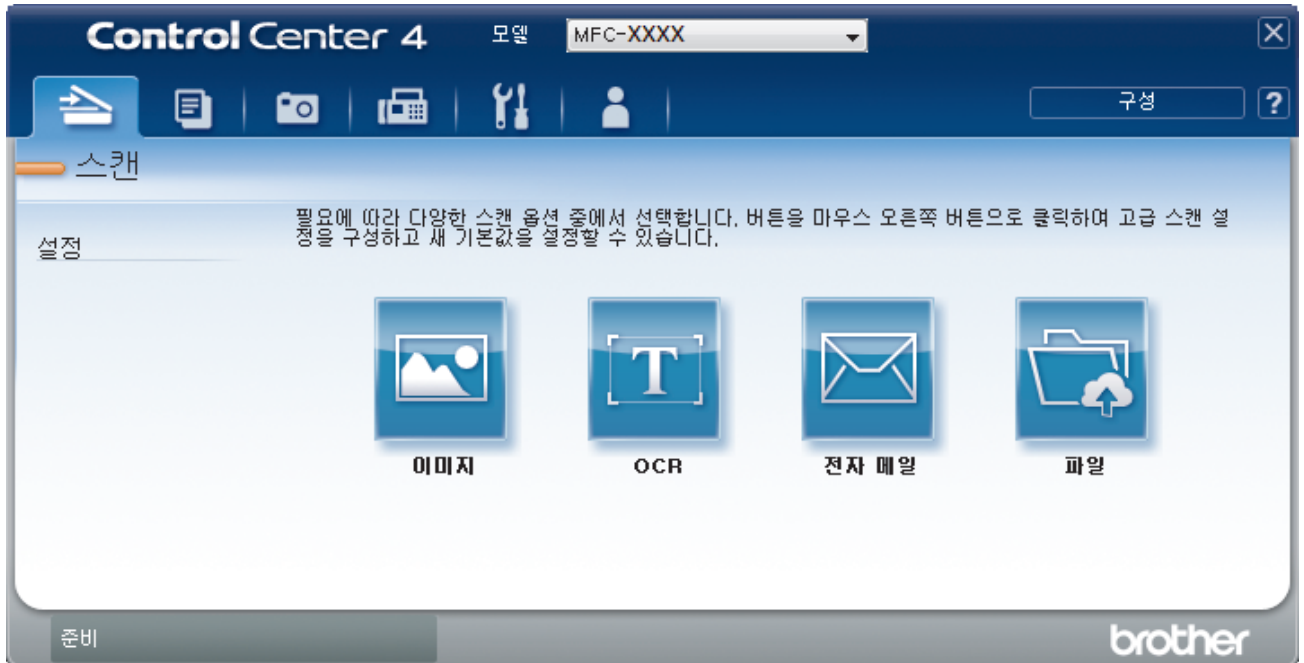 Control Center 4 모델 MFC-XXXX
구성 ?
스캔
설정
필요에 따라 다양한 스캔 옵션 중에서 선택합니다. 버튼을 마우스 오른쪽 버튼으로 클릭하여 고급 스캔 설
정을 구성하고 새 기본값을 설정할 수 있습니다.
T
이미지 OCR 전자 메일 파일
준비 brother